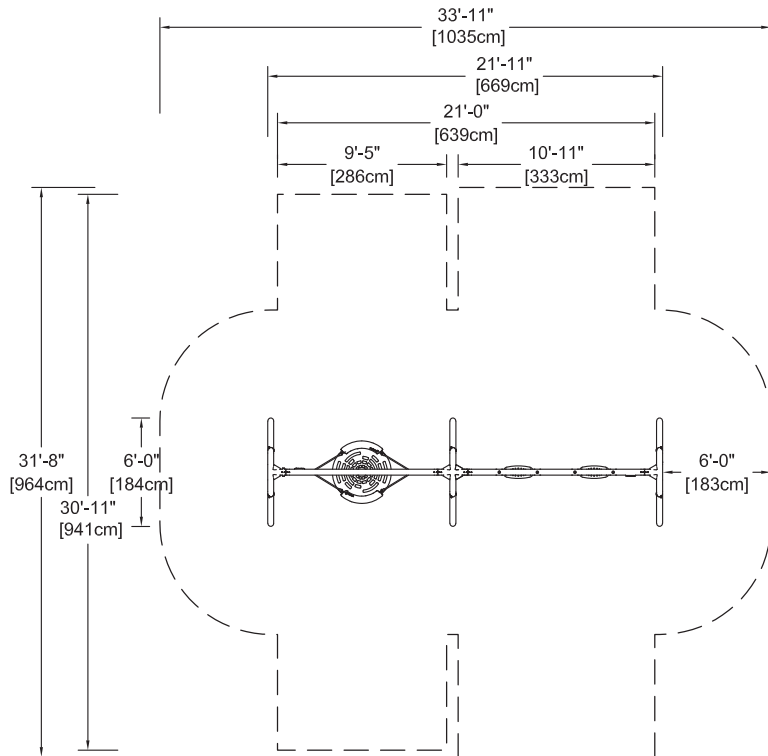 33'-11"
[1035cm]
21'-11"
[669cm]
21'-0"
[639cm]
9'-5"
[286cm]
10'-11"
[333cm]
31'-8"
[964cm]
6'-0"
[184cm]
30'-11"
[941cm]
6'-0"
[183cm]